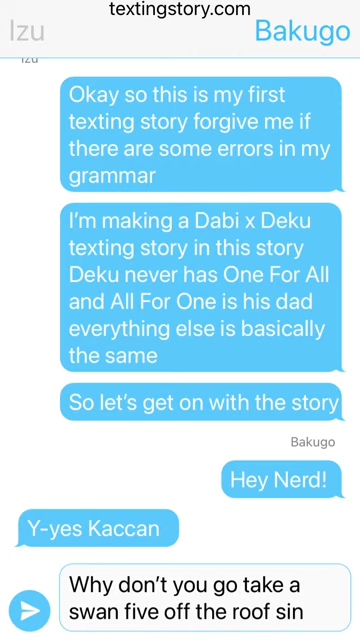 textingstory.com
Izu
Bakugo
Izu
Okay so this is my first
texting story forgive me if
there are some errors in my
grammar
I'm making a Dabi x Deku
texting story in this story
Deku never has One For All
and All For One is his dad
everything else is basically
the same
So let's get on with the story
Bakugo
Hey Nerd!
Y-yes Kaccan
Why don't you go take a
swan five off the roof sin